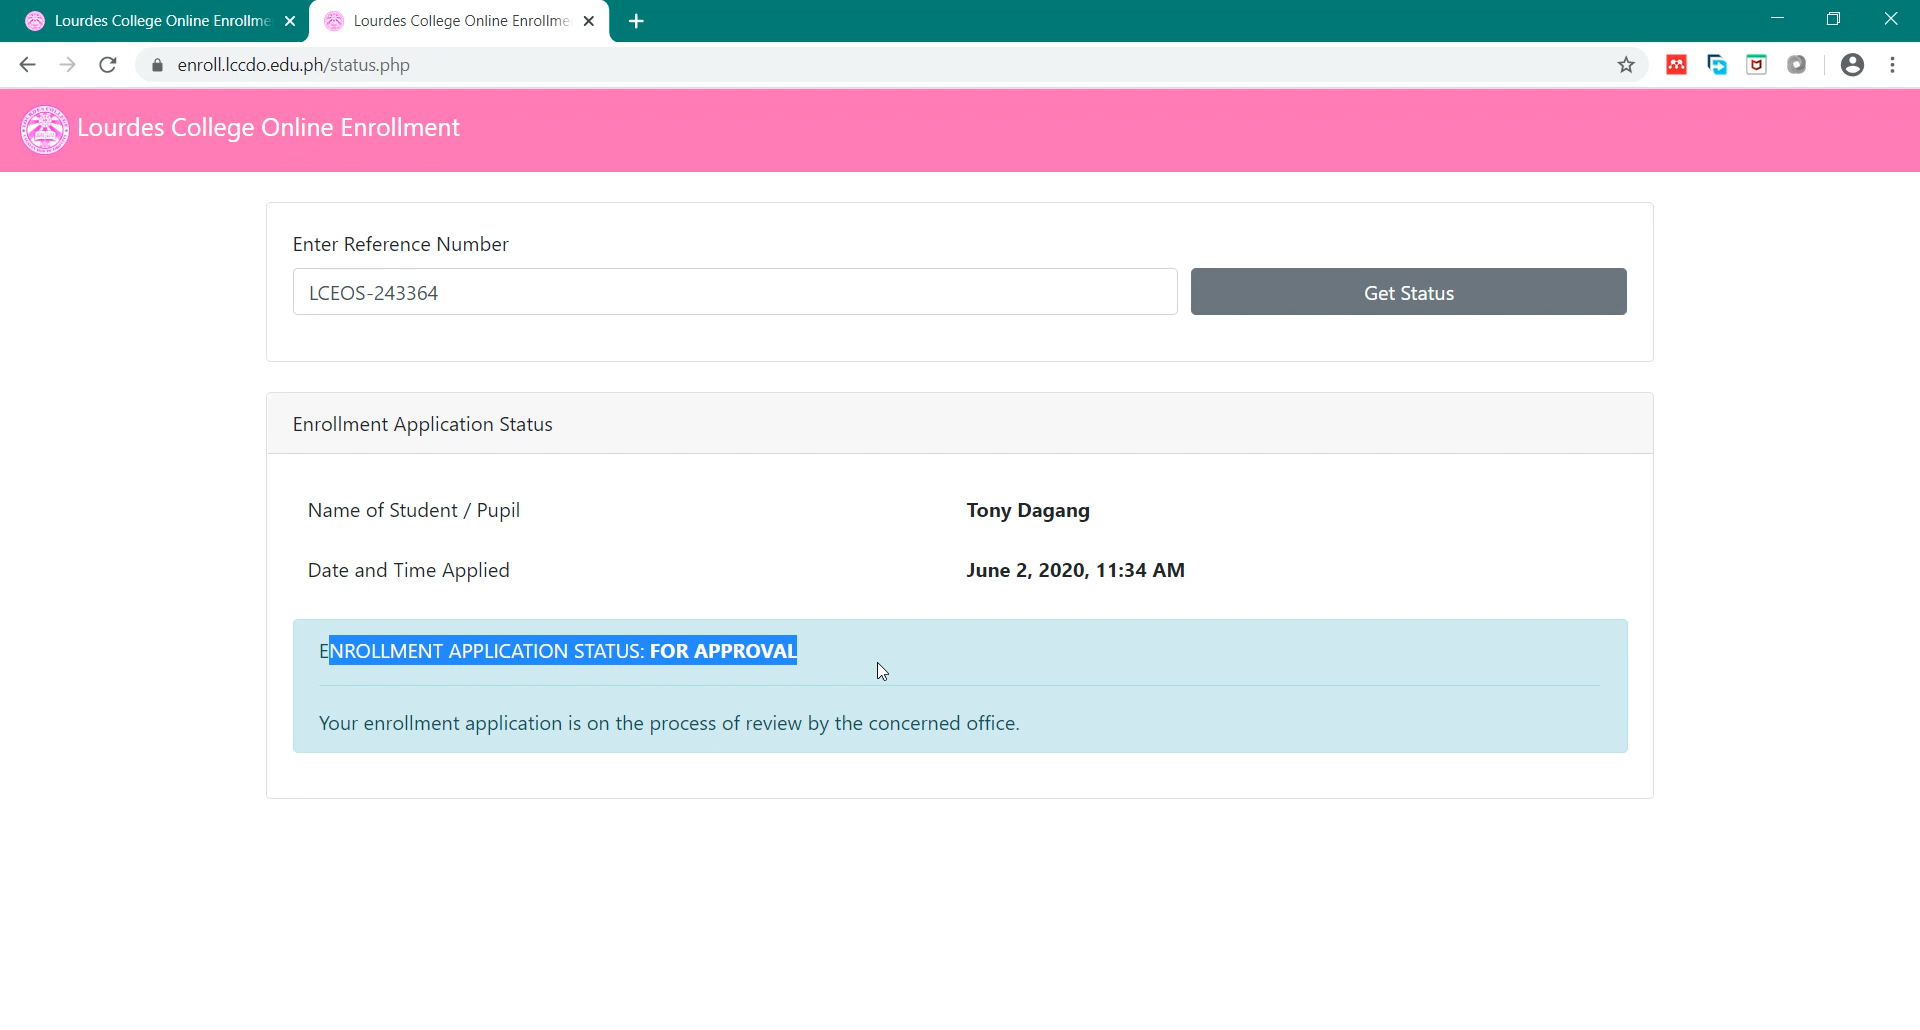 Lourdes College Online Enrollme
Lourdes College Online Enrollme
enroll.lccdo.edu.ph/status.php
Lourdes College Online Enrollment
Enter Reference Number
LCEOS-243364
Get Status
Enrollment Application Status
Name of Student / Pupil
Tony Dagang
Date and Time Applied
June 2, 2020, 11:34 AM
ENROLLMENT APPLICATION STATUS: FOR APPROVAL
Your enrollment application is on the process of review by the concerned office.